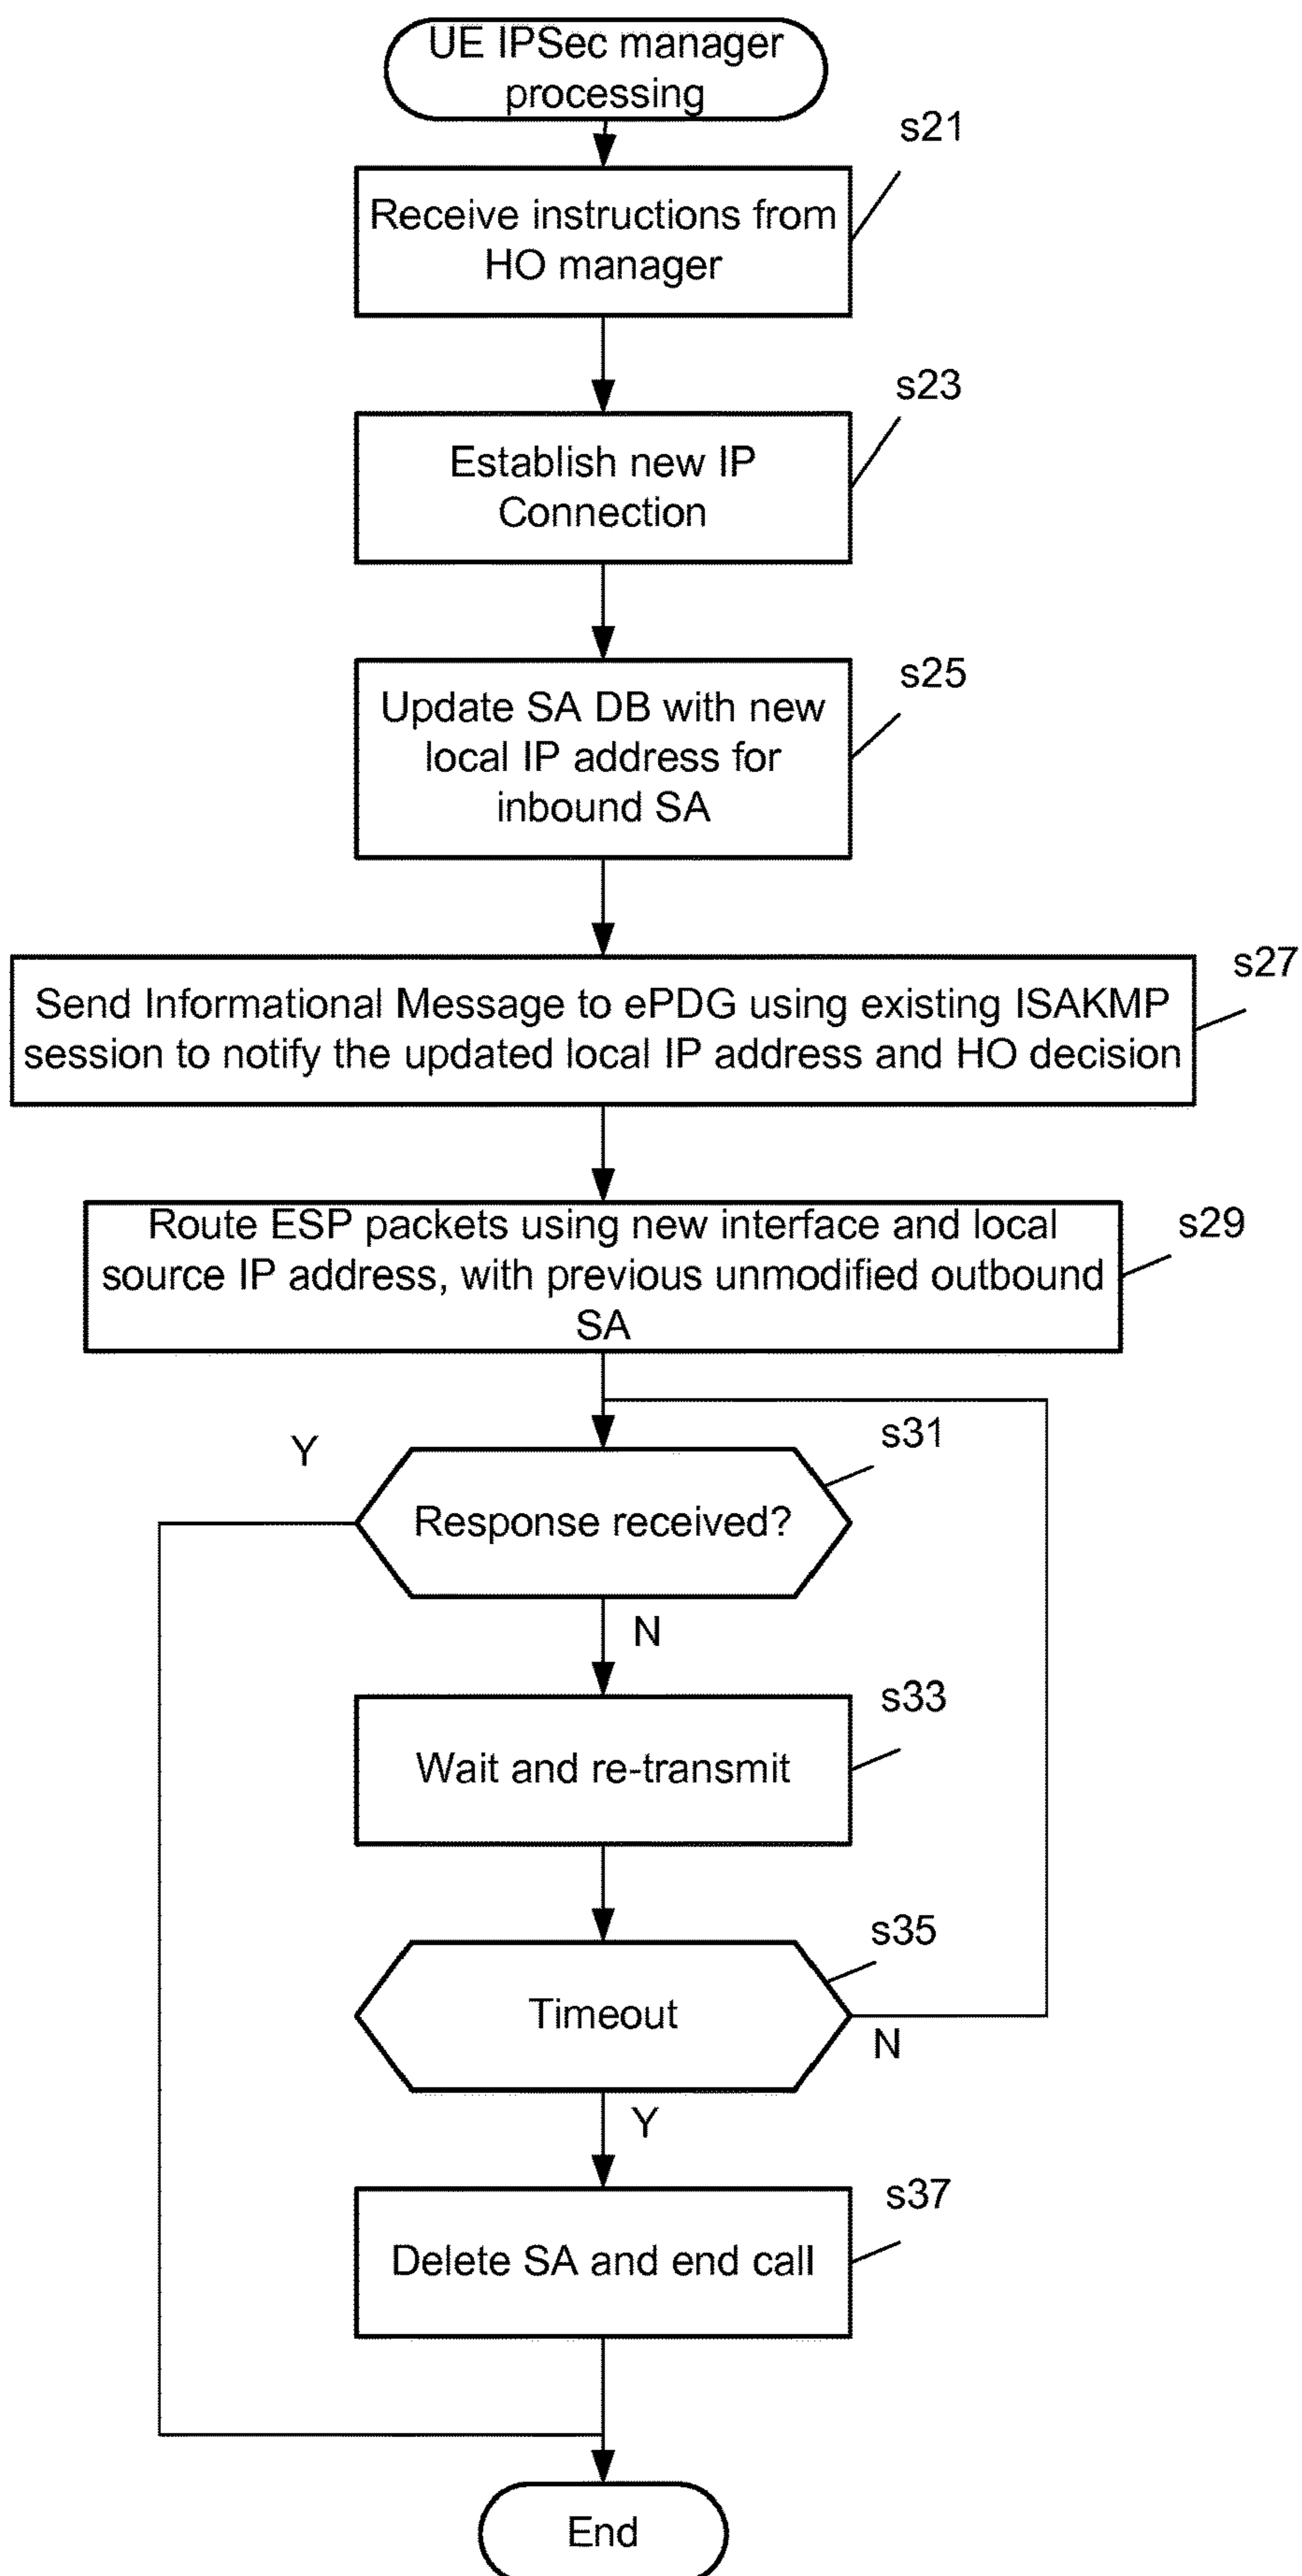 UE IPSec manager
processing
s21
Receive instructions from
HO manager
s23
Establish new IP
Connection
s25
Update SA DB with new
local IP address for
inbound SA
s27
Send Informational Message to ePDG using existing ISAKMP
session to notify the updated local IP address and HO decision
s29
Route ESP packets using new interface and local
source IP address, with previous unmodified outbound
SA
s31
Y
Response received?
N
s33
Wait and re-transmit
s35
Timeout
N
Y
s37
Delete SA and end call
End